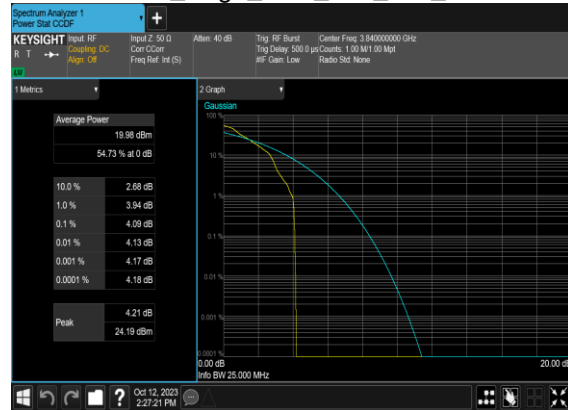 Spectrum Analyzer 1
Power Stat CCDF
+
KEYSIGHT
R T
LV
Input: RF
Coupling: DC
Align: Off
Input Z: 50 Ω
Corr CCorr
Freq Ref: Int (S)
Atten: 40 dB
Trig: RF Burst
Trig Delay: 500.0 µs
#IF Gain: Low
Center Freq: 3.840000000 GHz
Counts: 1.00 M/1.00 Mpt
Radio Std: None
1 Metrics
Average Power
19.98 dBm
54.73 % at 0 dB
10.0 % 2.68 dB
1.0 % 3.94 dB
0.1 % 4.09 dB
0.01 % 4.13 dB
0.001 % 4.17 dB
0.0001 % 4.18 dB
Peak
4.21 dB
24.19 dBm
2 Graph
Gaussian
100 %
10 %
1 %
0.1 %
0.01 %
0.001 %
0.0001 %
0.00 dB 20.00 dB
Info BW 25.000 MHz
?
Oct 12, 2023
2:27:21 PM